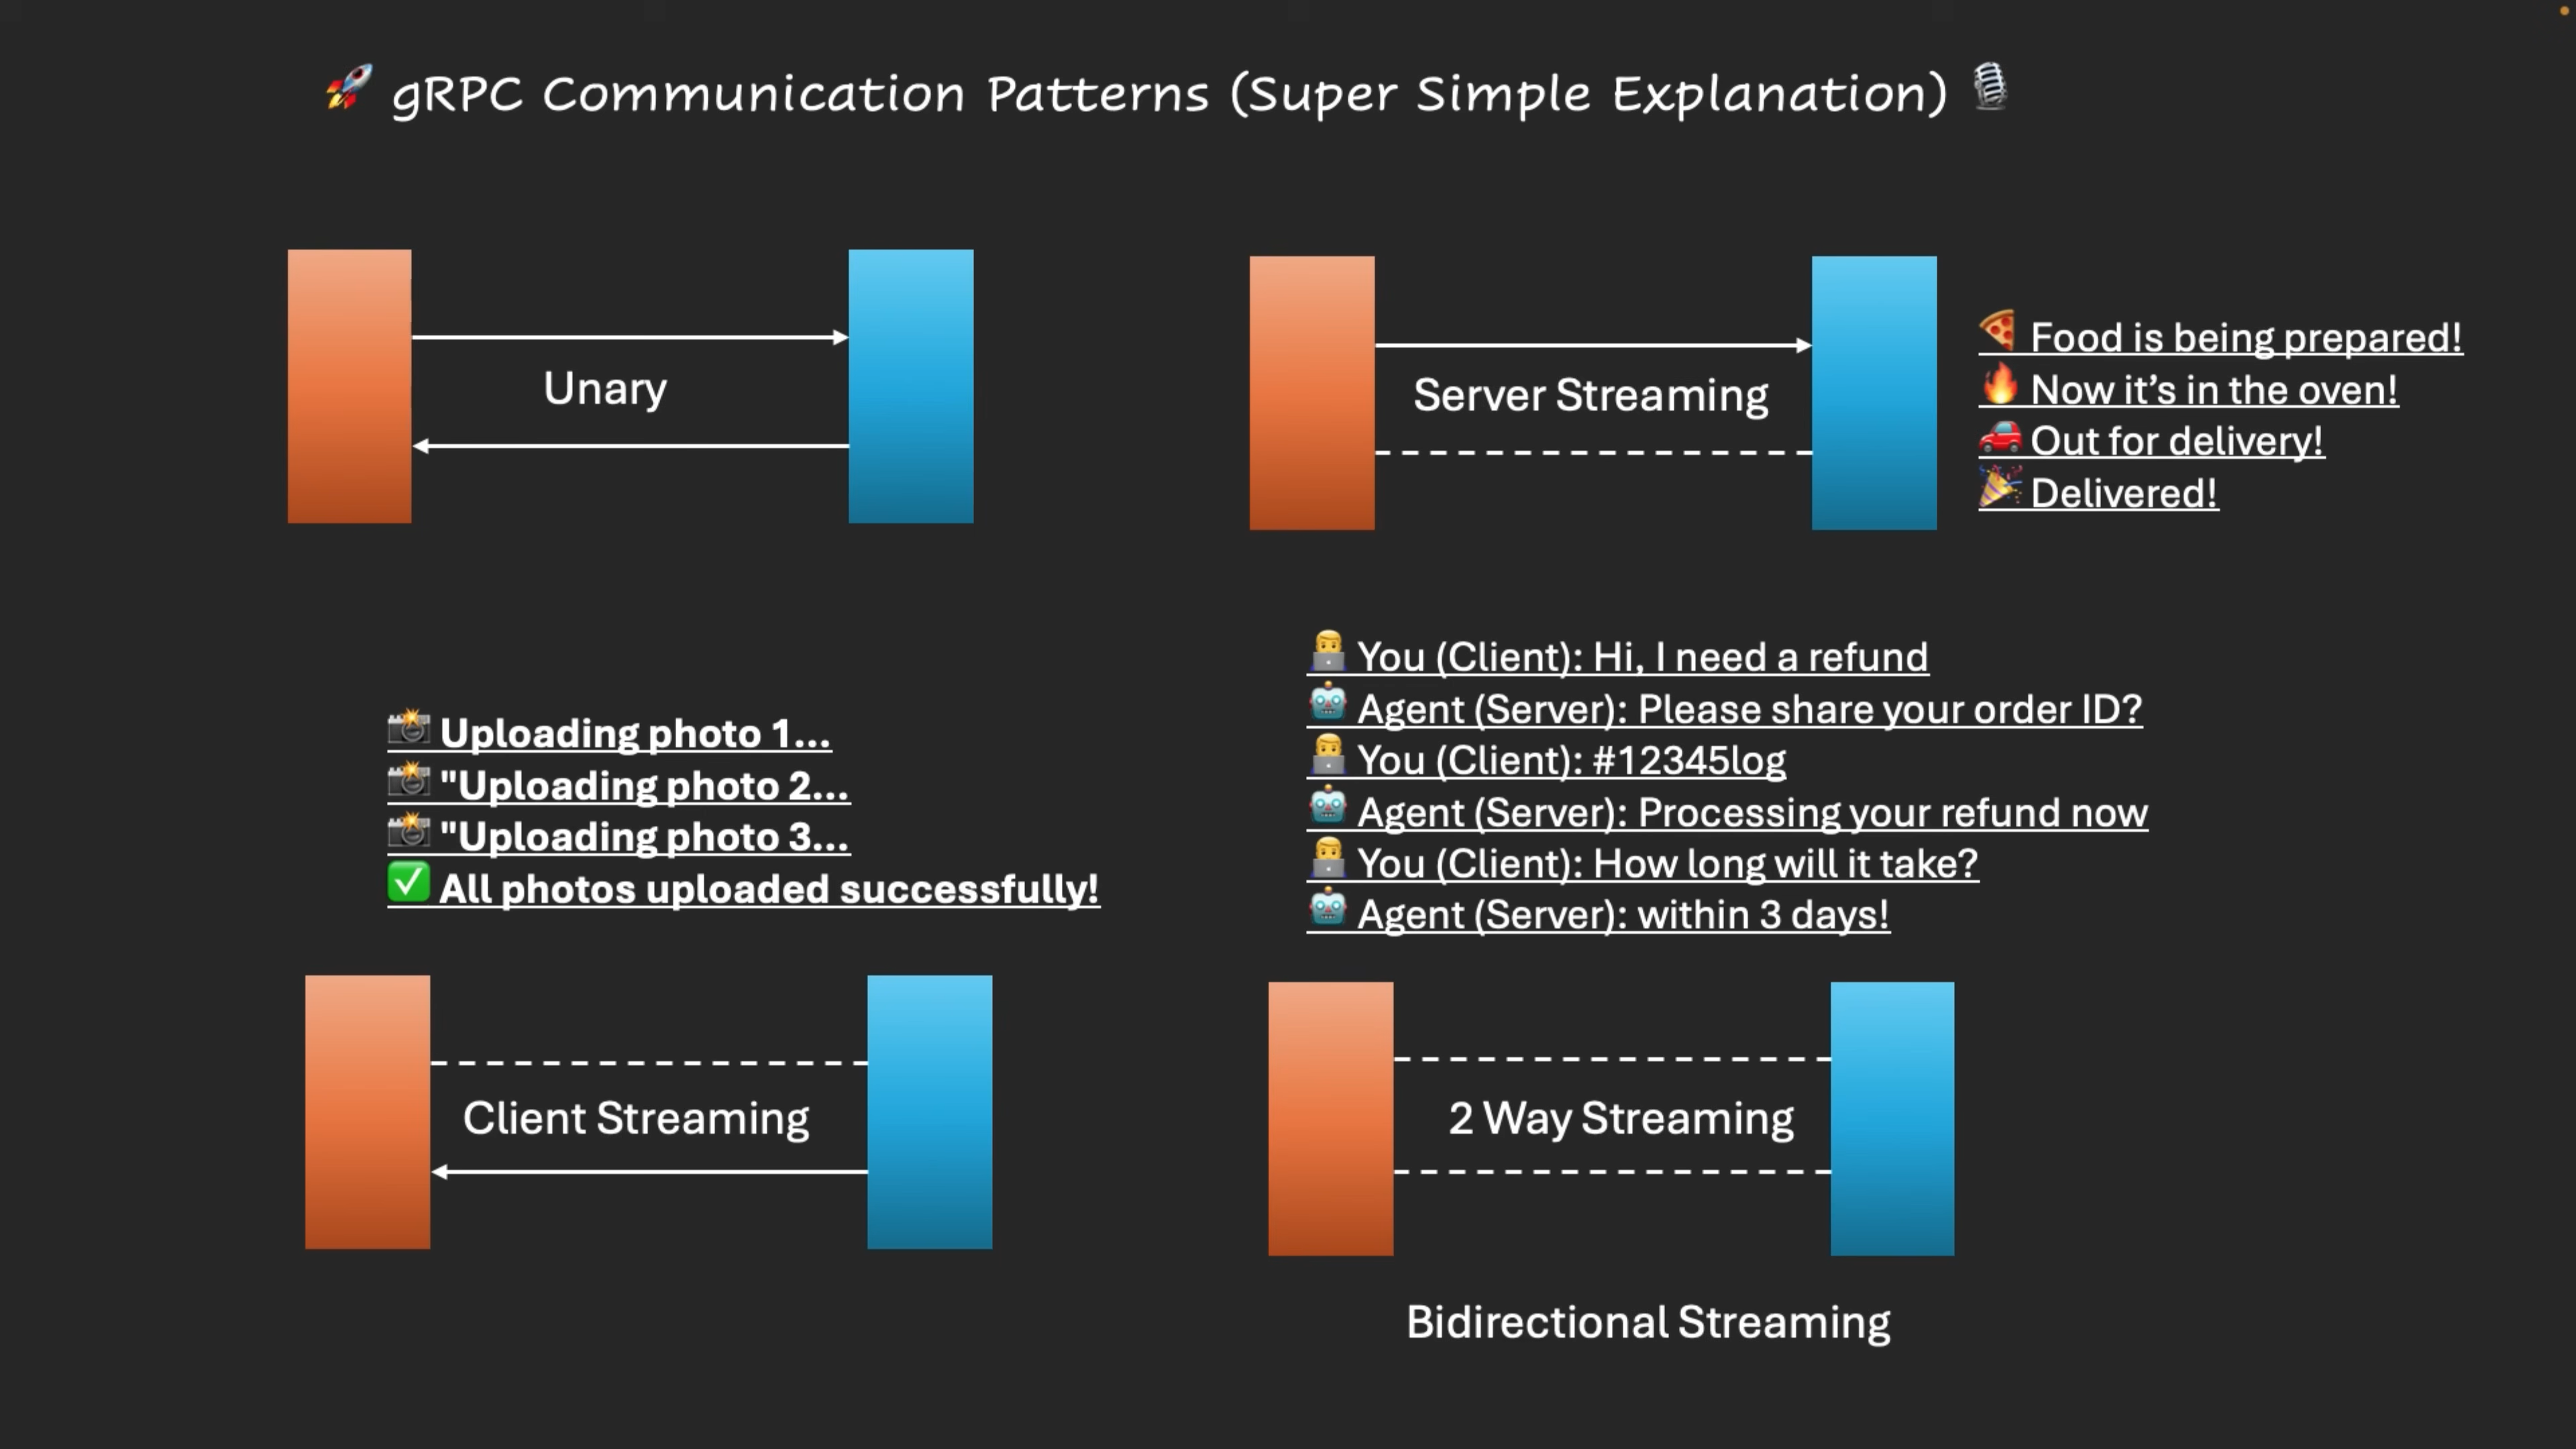 🚀 gRPC Communication Patterns (Super Simple Explanation) 🎙️
Unary
Server Streaming
🍕 Food is being prepared!
🔥 Now it’s in the oven!
🚗 Out for delivery!
🎉 Delivered!
📸 Uploading photo 1...
📸 "Uploading photo 2...
📸 "Uploading photo 3...
✅ All photos uploaded successfully!
Client Streaming
👨‍💻 You (Client): Hi, I need a refund
🤖 Agent (Server): Please share your order ID?
👨‍💻 You (Client): #12345log
🤖 Agent (Server): Processing your refund now
👨‍💻 You (Client): How long will it take?
🤖 Agent (Server): within 3 days!
2 Way Streaming
Bidirectional Streaming